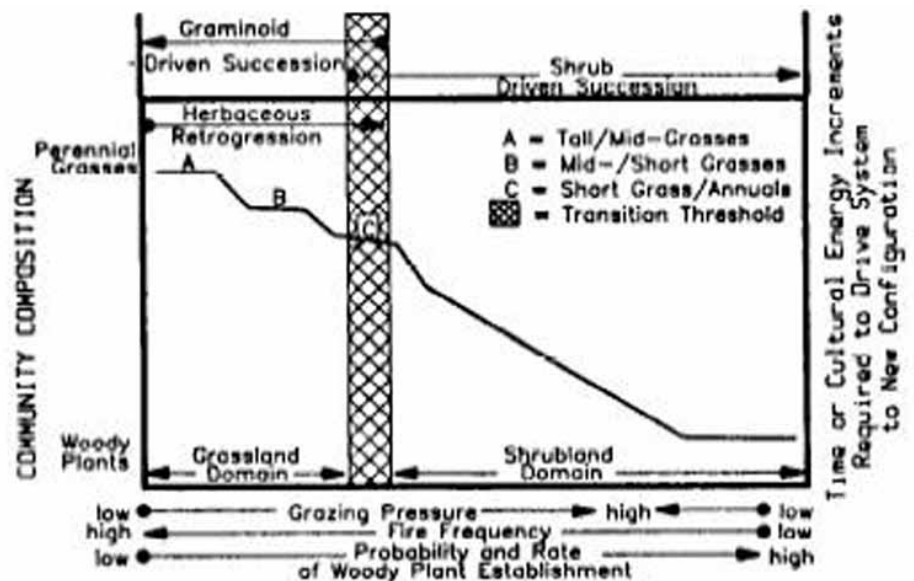 Graminoid
Driven Succession
Shrub
Driven Succession
Herbaceous
Retrogression
Perennial
Grasses
A
B
C
A = Tall/Mid-Grasses
B = Mid-/Short Grasses
C = Short Grass/Annuals
= Transition Threshold
COMMUNITY COMPOSITION
Time or Cultural Energy Increments
Required to Drive System
to New Configuration
Woody
Plants
Grassland
Domain
Shrubland
Domain
low Grazing Pressure high low
high Fire Frequency low
low Probability and Rate high
of Woody Plant Establishment